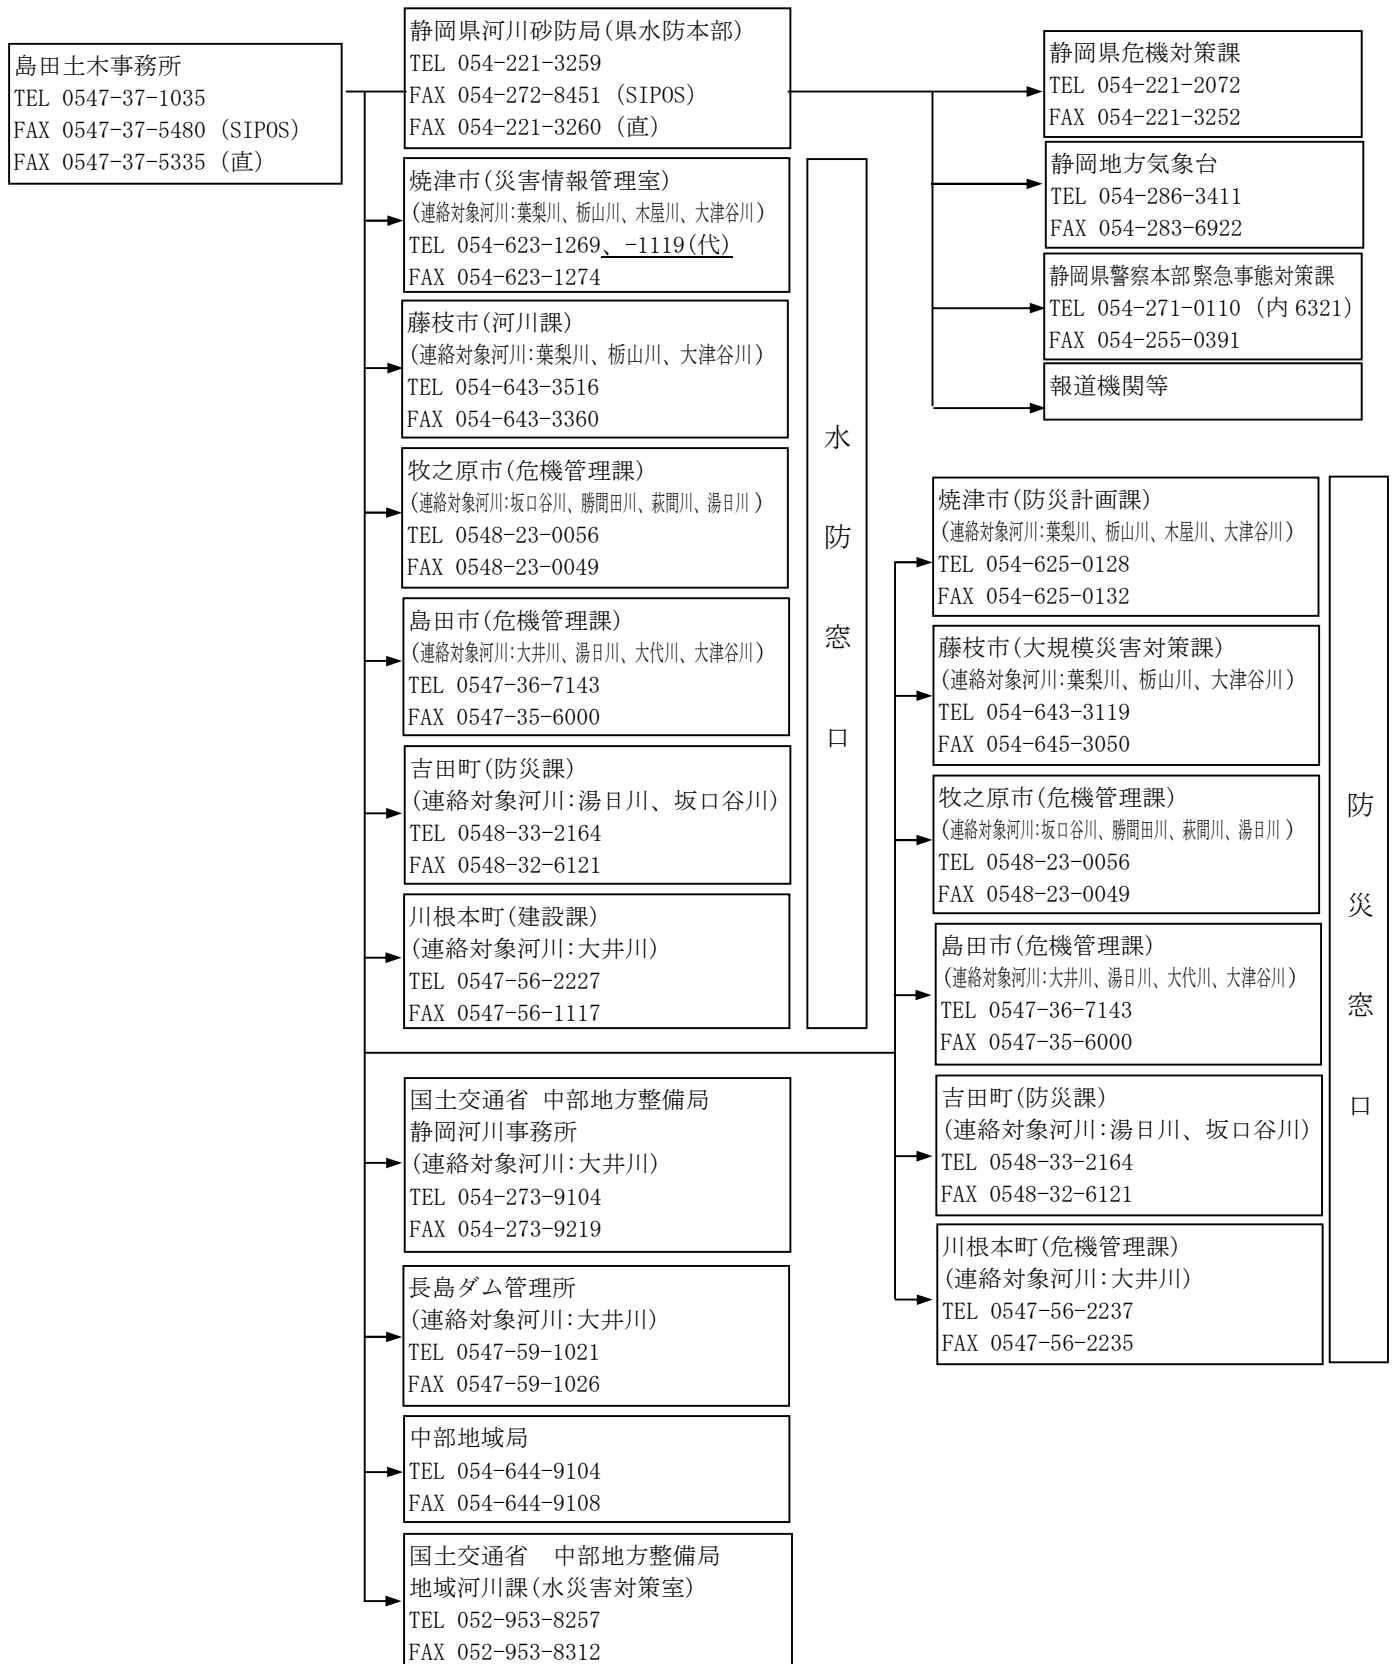 島田土木事務所
TEL 0547-37-1035
FAX 0547-37-5480 (SIPOS)
FAX 0547-37-5335 (直)
静岡県河川砂防局(県水防本部)
TEL 054-221-3259
FAX 054-272-8451 (SIPOS)
FAX 054-221-3260 (直)
静岡県危機対策課
TEL 054-221-2072
FAX 054-221-3252
静岡地方気象台
TEL 054-286-3411
FAX 054-283-6922
静岡県警察本部緊急事態対策課
TEL 054-271-0110 (内 6321)
FAX 054-255-0391
報道機関等
焼津市(災害情報管理室)
(連絡対象河川:葉梨川、栃山川、木屋川、大津谷川)
TEL 054-623-1269、-1119(代)
FAX 054-623-1274
藤枝市(河川課)
(連絡対象河川:葉梨川、栃山川、大津谷川)
TEL 054-643-3516
FAX 054-643-3360
牧之原市(危機管理課)
(連絡対象河川:坂口谷川、勝間田川、萩間川、湯日川)
TEL 0548-23-0056
FAX 0548-23-0049
島田市(危機管理課)
(連絡対象河川:大井川、湯日川、大代川、大津谷川)
TEL 0547-36-7143
FAX 0547-35-6000
吉田町(防災課)
(連絡対象河川:湯日川、坂口谷川)
TEL 0548-33-2164
FAX 0548-32-6121
川根本町(建設課)
(連絡対象河川:大井川)
TEL 0547-56-2227
FAX 0547-56-1117
水防窓口
国土交通省 中部地方整備局
静岡河川事務所
(連絡対象河川:大井川)
TEL 054-273-9104
FAX 054-273-9219
長島ダム管理所
(連絡対象河川:大井川)
TEL 0547-59-1021
FAX 0547-59-1026
中部地域局
TEL 054-644-9104
FAX 054-644-9108
国土交通省　中部地方整備局
地域河川課(水災害対策室)
TEL 052-953-8257
FAX 052-953-8312
焼津市(防災計画課)
(連絡対象河川:葉梨川、栃山川、木屋川、大津谷川)
TEL 054-625-0128
FAX 054-625-0132
藤枝市(大規模災害対策課)
(連絡対象河川:葉梨川、栃山川、大津谷川)
TEL 054-643-3119
FAX 054-645-3050
牧之原市(危機管理課)
(連絡対象河川:坂口谷川、勝間田川、萩間川、湯日川)
TEL 0548-23-0056
FAX 0548-23-0049
島田市(危機管理課)
(連絡対象河川:大井川、湯日川、大代川、大津谷川)
TEL 0547-36-7143
FAX 0547-35-6000
吉田町(防災課)
(連絡対象河川:湯日川、坂口谷川)
TEL 0548-33-2164
FAX 0548-32-6121
川根本町(危機管理課)
(連絡対象河川:大井川)
TEL 0547-56-2237
FAX 0547-56-2235
防災窓口